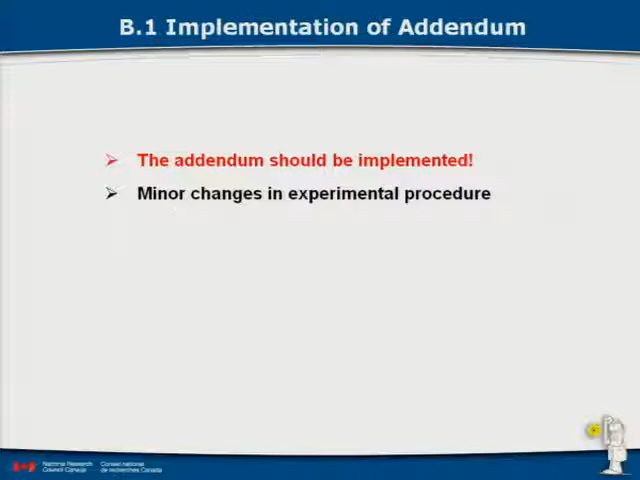 B.1 Implementation of Addendum
The addendum should be implemented!
Minor changes in experimental procedure
National Research Conseil national
Council Canada de recherches Canada